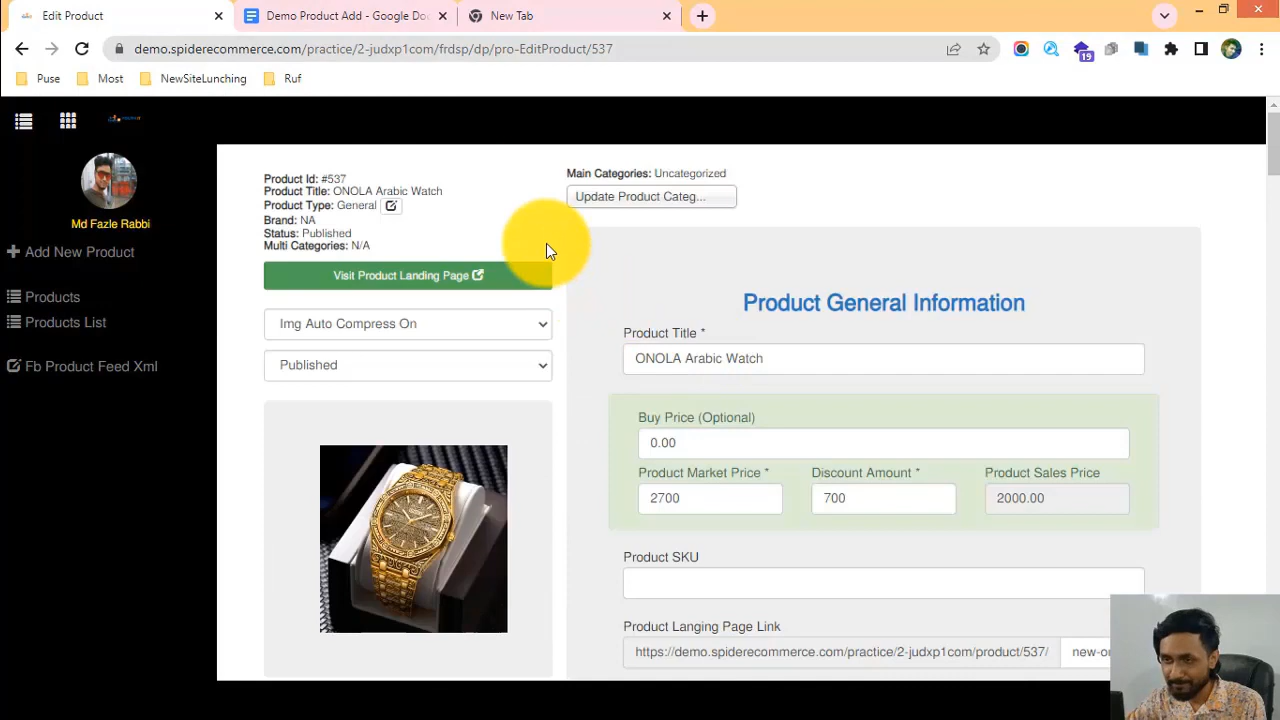 Edit Product
Demo Product Add - Google Do
New Tab
demo.spiderecommerce.com/practice/2-judxp1com/frdsp/dp/pro-EditProduct/537
19
Puse
Most
NewSiteLunching
Ruf
Md Fazle Rabbi
Add New Product
Products
Products List
Fb Product Feed Xml
Product Id: #537
Product Title: ONOLA Arabic Watch
Product Type: General
Brand: NA
Status: Published
Multi Categories: N/A
Visit Product Landing Page
Img Auto Compress On
Published
Main Categories: Uncategorized
Update Product Categ...
Product General Information
Product Title *
ONOLA Arabic Watch
Buy Price (Optional)
0.00
Product Market Price *
Discount Amount *
Product Sales Price
2700
700
2000.00
Product SKU
Product Langing Page Link
https://demo.spiderecommerce.com/practice/2-judxp1com/product/537/